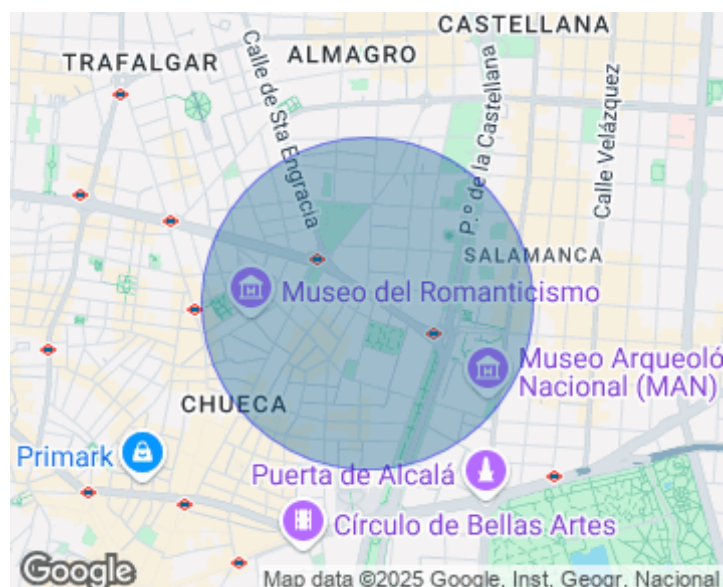 CASTELLANA
ALMAGRO
TRAFALGAR
Calle de Sta Engracia
P.º de la Castellana
Calle Velázquez
SALAMANCA
Museo del Romanticismo
Museo Arqueoló
Nacional (MAN)
CHUECA
Primark
Puerta de Alcalá
Círculo de Bellas Artes
Google
Map data ©2025 Google, Inst. Geogr. Nacional